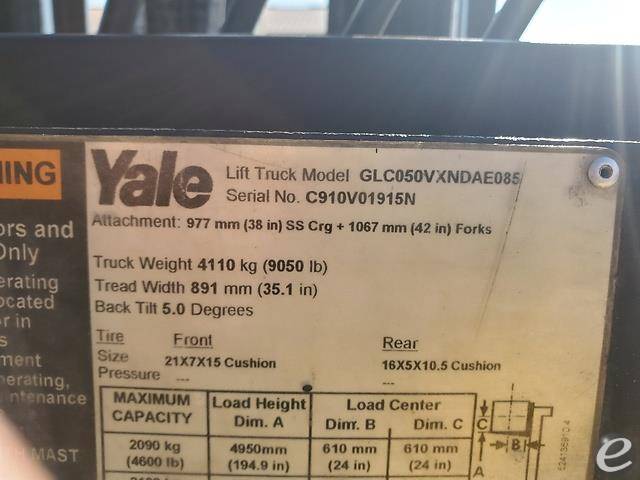 NING
ors and
Only
erating
ocated
or in
s
ment
perating,
ntenance
H MAST
Yale
Lift Truck Model GLC050VXNDAE085
Serial No. C910V01915N
Attachment: 977 mm (38 in) SS Crg + 1067 mm (42 in) Forks
Truck Weight 4110 kg (9050 lb)
Tread Width 891 mm (35.1 in)
Back Tilt 5.0 Degrees
Tire Front Rear
Size 21X7X15 Cushion 16X5X10.5 Cushion
Pressure --- ---
MAXIMUM CAPACITY
Load Height Dim. A
Load Center
Dim. B Dim. C
2090 kg (4600 lb)
4950mm (194.9 in)
610 mm (24 in)
610 mm (24 in)
C
B
A